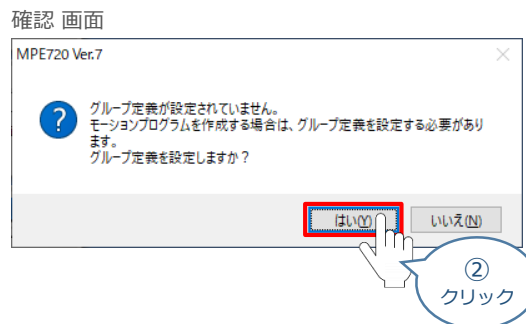 確認 画面
MPE720 Ver.7
グループ定義が設定されていません。
モーションプログラムを作成する場合は、グループ定義を設定する必要があり
ます。
グループ定義を設定しますか？
はい(Y) いいえ(N)
②
クリック